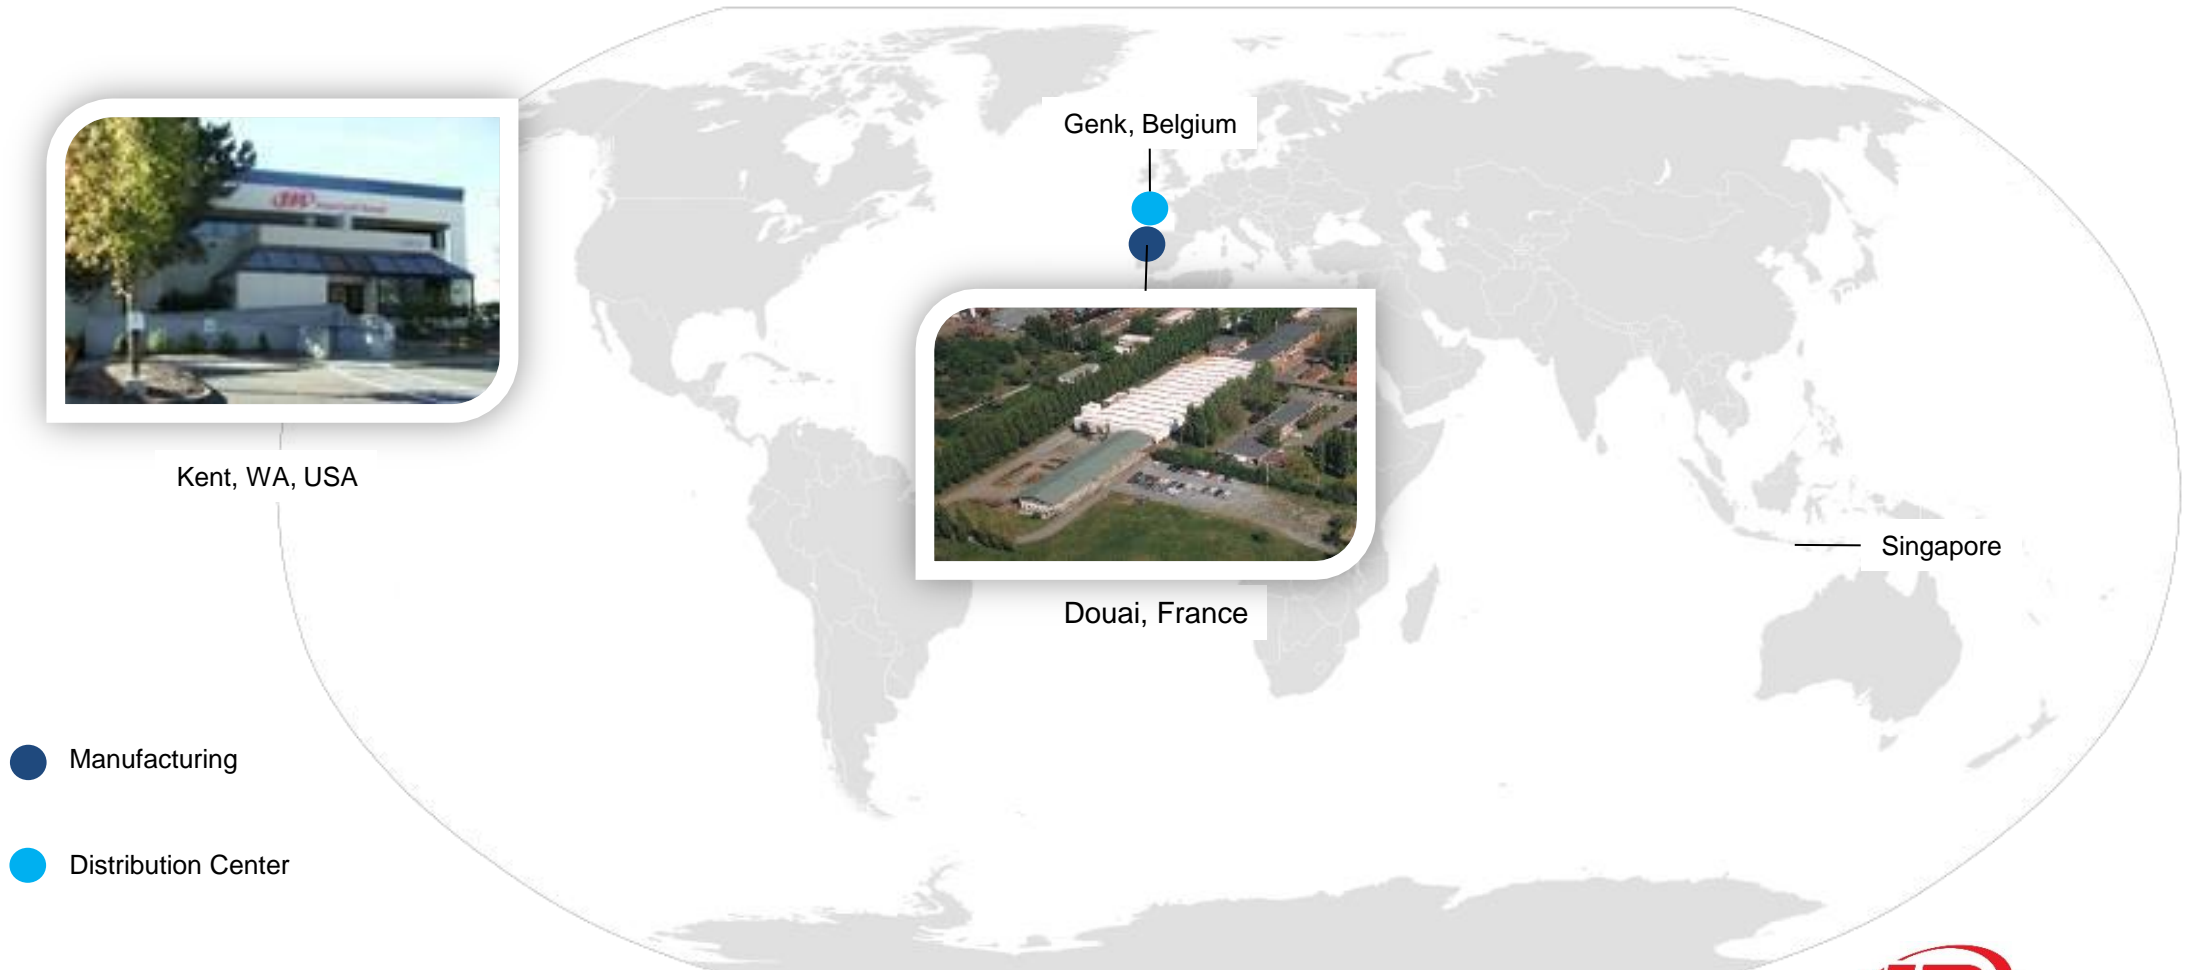 Genk, Belgium
Kent, WA, USA
Singapore
Douai, France
Manufacturing
Distribution Center